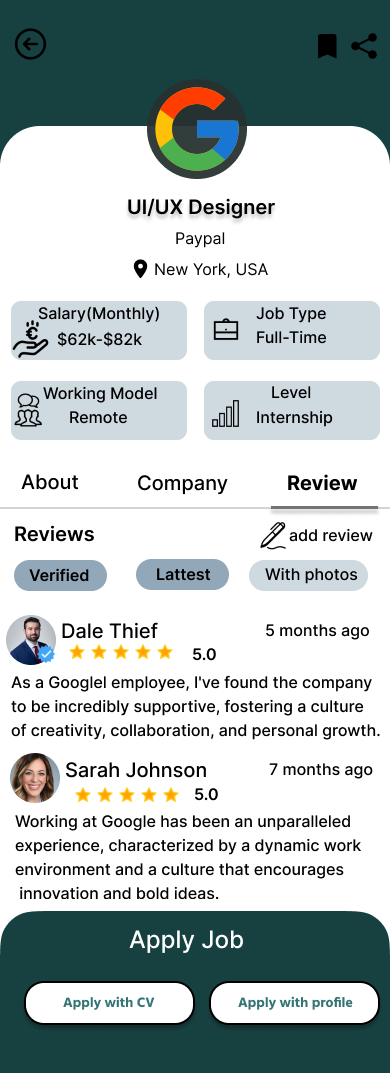 UI/UX Designer
Paypal
New York, USA
Salary(Monthly)
$62k-$82k
Job Type
Full-Time
Working Model
Remote
Level
Internship
About Company Review
Reviews
add review
Verified Lattest With photos
Dale Thief 5 months ago
5.0
As a Googlel employee, I've found the company
to be incredibly supportive, fostering a culture
of creativity, collaboration, and personal growth.
Sarah Johnson 7 months ago
5.0
Working at Google has been an unparalleled
experience, characterized by a dynamic work
environment and a culture that encourages
innovation and bold ideas.
Apply Job
Apply with CV Apply with profile